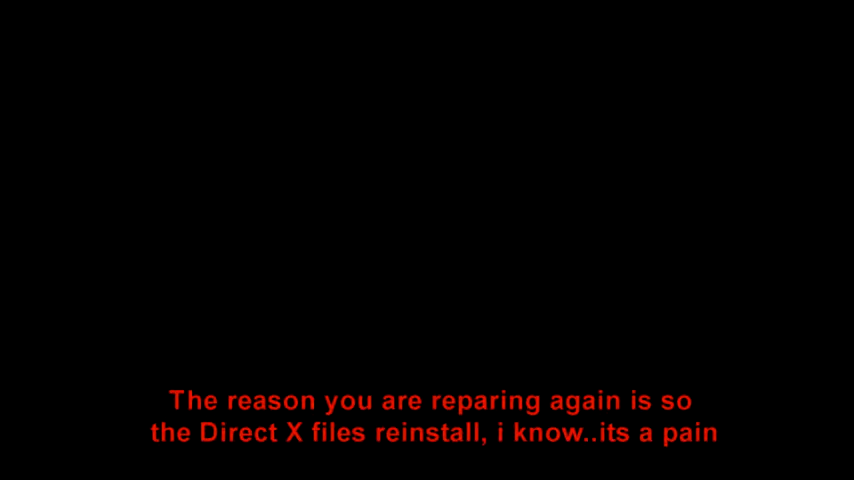 The reason you are reparing again is so
the Direct X files reinstall, i know..its a pain